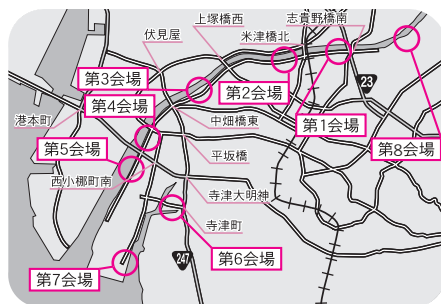 志貴野橋南
上塚橋西
米津橋北
伏見屋
第3会場
第2会場
23
第4会場
港本町
中畑橋東
第1会場
第8会場
第5会場
平坂橋
西小梛町南
寺津大明神
寺津町
第6会場
247
第7会場